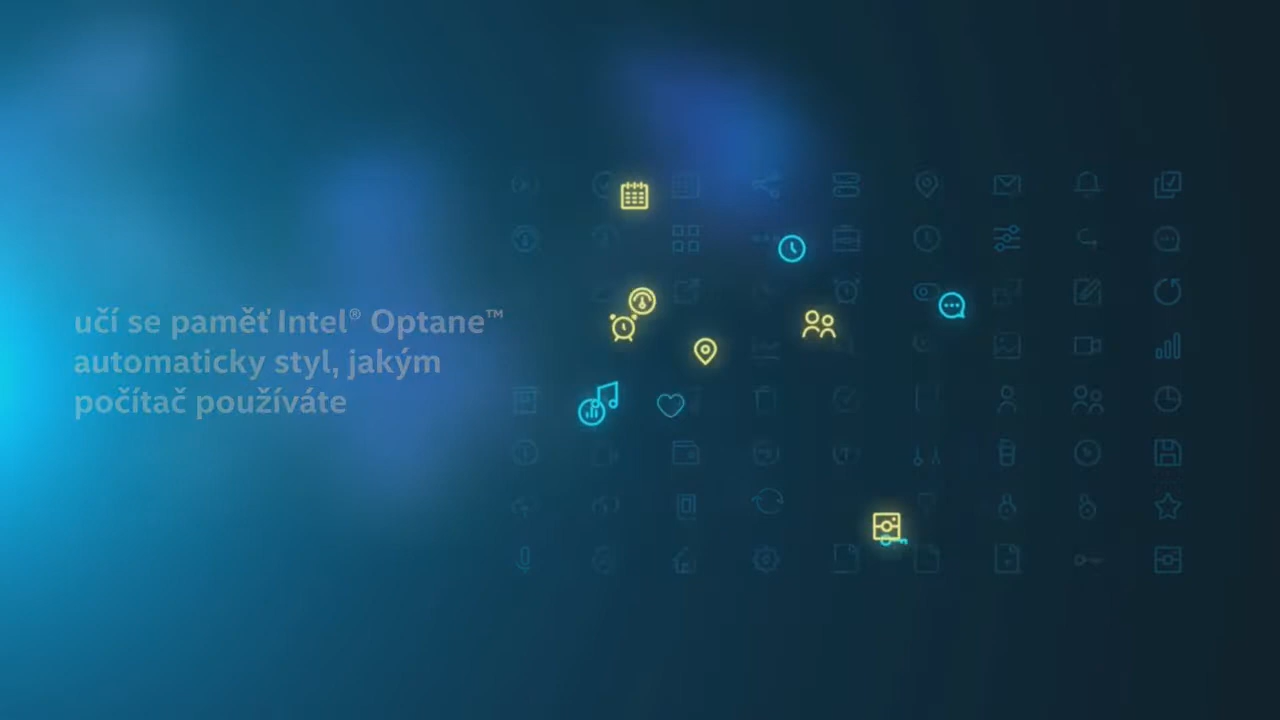 učí se paměť Intel® Optane™
automaticky styl, jakým
počítač používáte